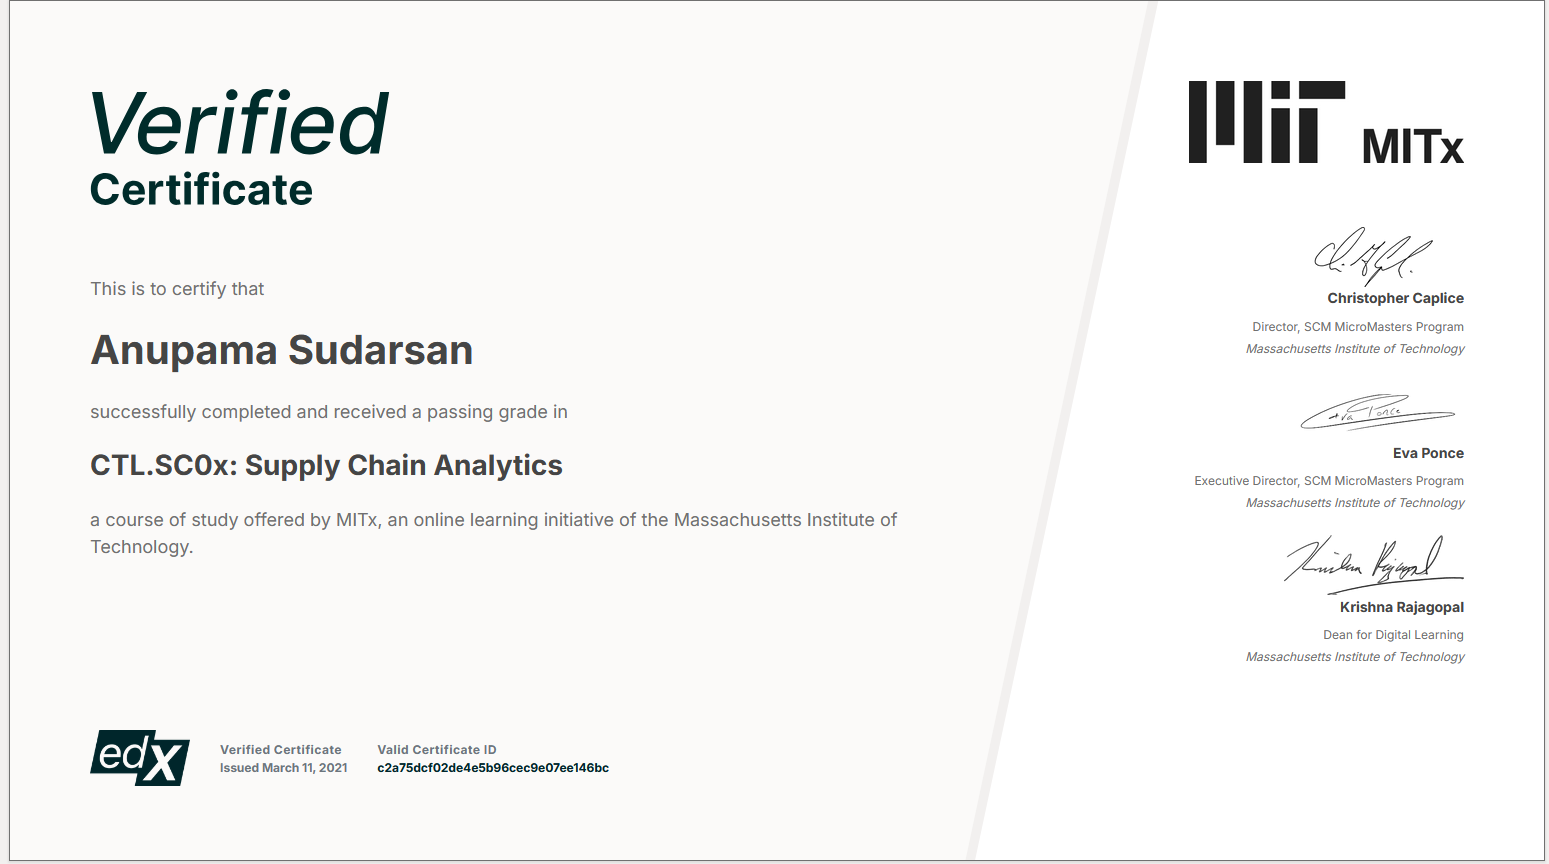 Verified
Certificate
This is to certify that
Anupama Sudarsan
successfully completed and received a passing grade in
CTL.SC0x: Supply Chain Analytics
a course of study offered by MITx, an online learning initiative of the Massachusetts Institute of
Technology.
edX
Verified Certificate
Issued March 11, 2021
Valid Certificate ID
c2a75dcf02de4e5b96cec9e07ee146bc
MIT MITx
Christopher Caplice
Director, SCM MicroMasters Program
Massachusetts Institute of Technology
Eva Ponce
Eva Ponce
Executive Director, SCM MicroMasters Program
Massachusetts Institute of Technology
Krishna Rajagopal
Krishna Rajagopal
Dean for Digital Learning
Massachusetts Institute of Technology